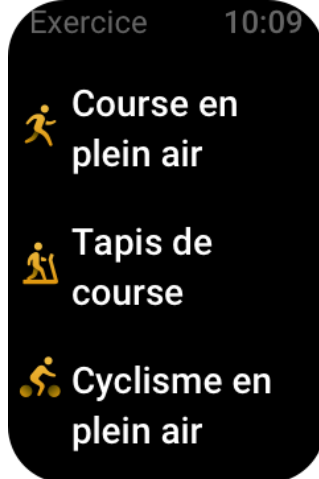 Exercice 10:09
Course en
plein air
Tapis de
course
Cyclisme en
plein air